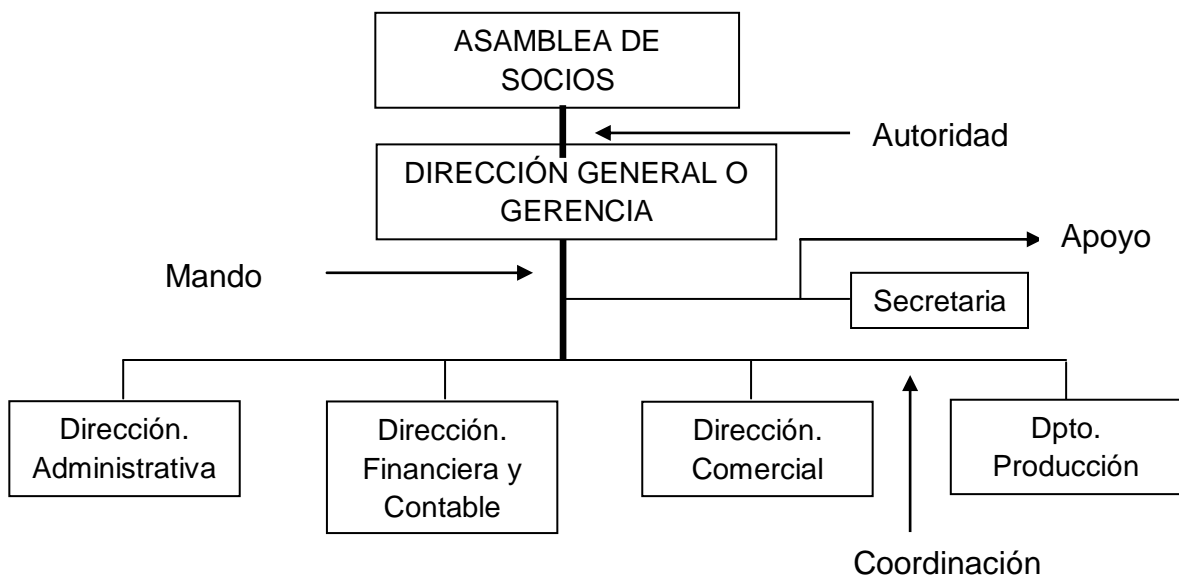 ASAMBLEA DE
SOCIOS
Autoridad
DIRECCIÓN GENERAL O
GERENCIA
Apoyo
Mando
Secretaria
Dirección.
Administrativa
Dirección.
Financiera y
Contable
Dirección.
Comercial
Dpto.
Producción
Coordinación